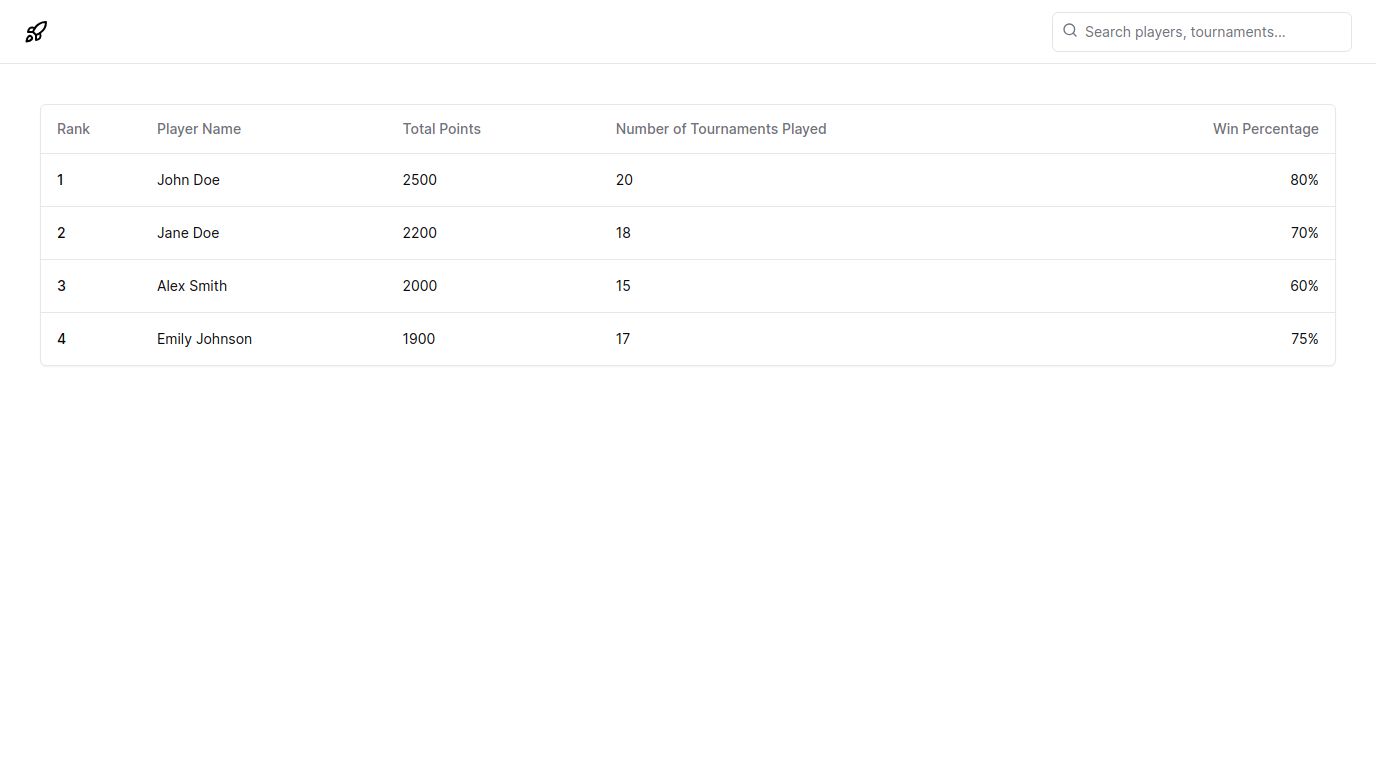 Search players, tournaments...
Rank Player Name Total Points Number of Tournaments Played Win Percentage
1 John Doe 2500 20 80%
2 Jane Doe 2200 18 70%
3 Alex Smith 2000 15 60%
4 Emily Johnson 1900 17 75%